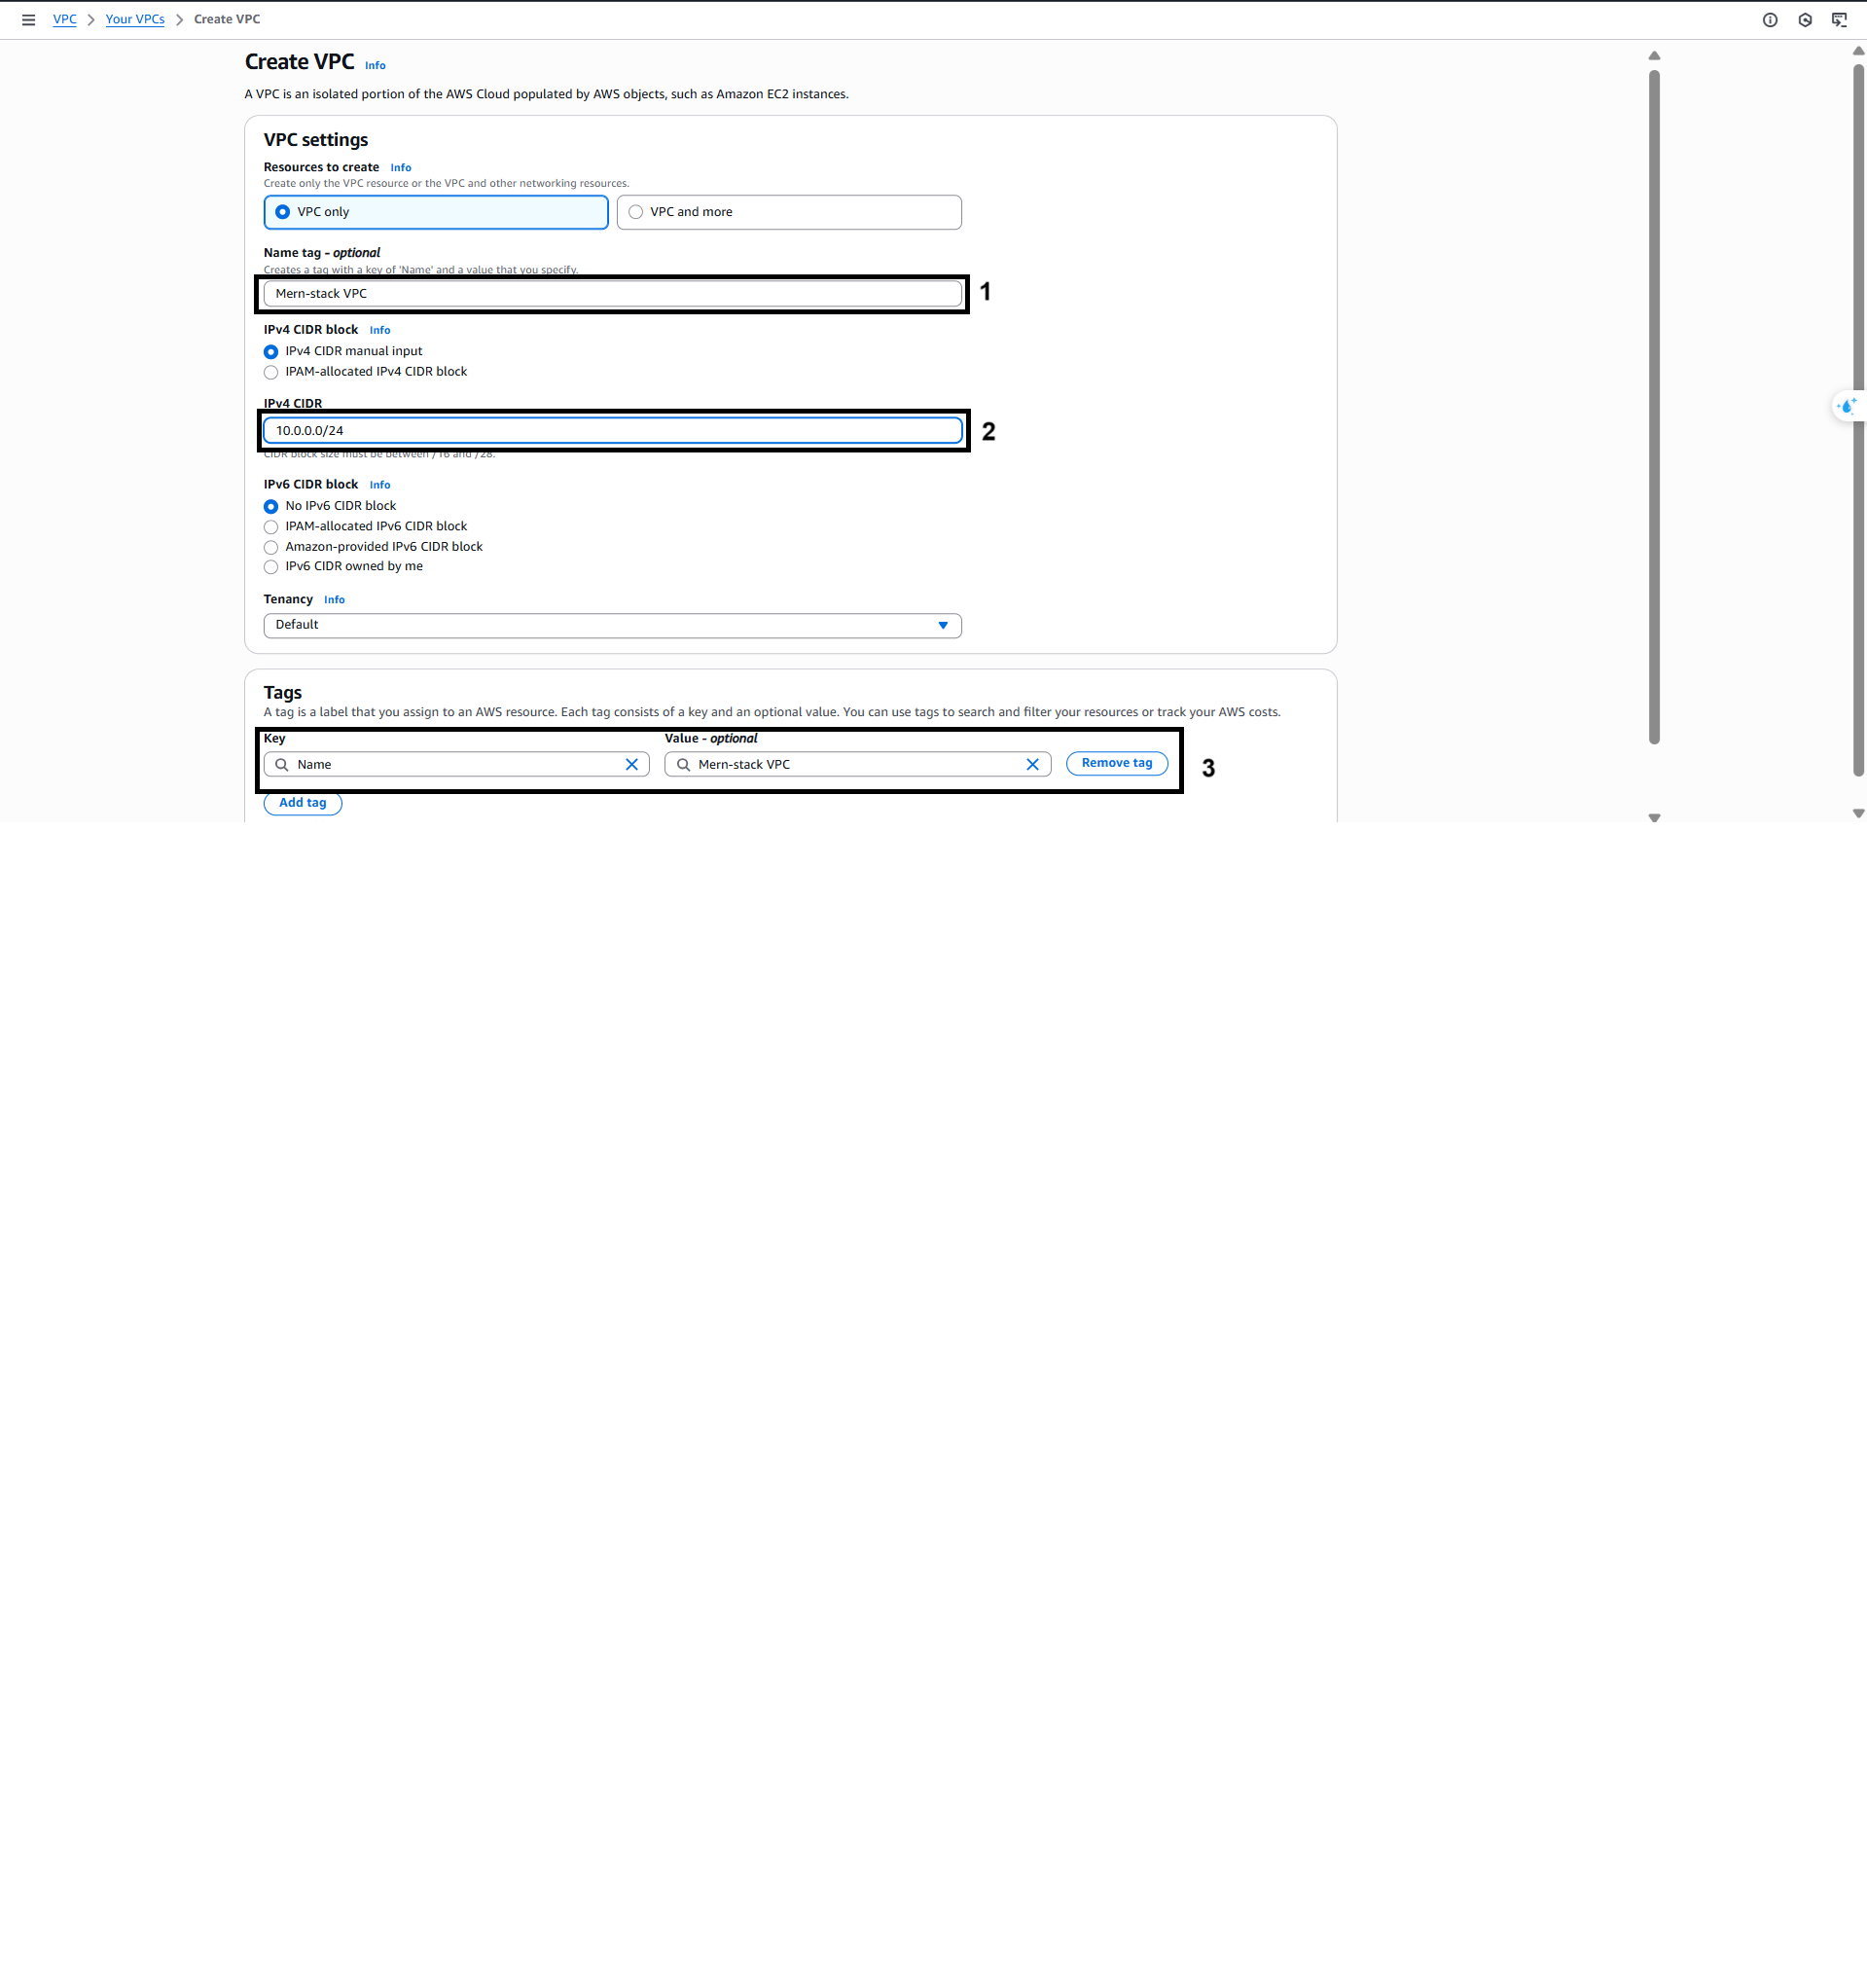 VPC > Your VPCs > Create VPC
Create VPC Info
A VPC is an isolated portion of the AWS Cloud populated by AWS objects, such as Amazon EC2 instances.
VPC settings
Resources to create Info
Create only the VPC resource or the VPC and other networking resources.
VPC only VPC and more
Name tag - optional
Creates a tag with a key of 'Name' and a value that you specify.
Mern-stack VPC 1
IPv4 CIDR block Info
IPv4 CIDR manual input
IPAM-allocated IPv4 CIDR block
IPv4 CIDR
10.0.0.0/24 2
CIDR block size must be between /16 and /28.
IPv6 CIDR block Info
No IPv6 CIDR block
IPAM-allocated IPv6 CIDR block
Amazon-provided IPv6 CIDR block
IPv6 CIDR owned by me
Tenancy Info
Default
Tags
A tag is a label that you assign to an AWS resource. Each tag consists of a key and an optional value. You can use tags to search and filter your resources or track your AWS costs.
Key Value - optional
Name Mern-stack VPC Remove tag 3
Add tag